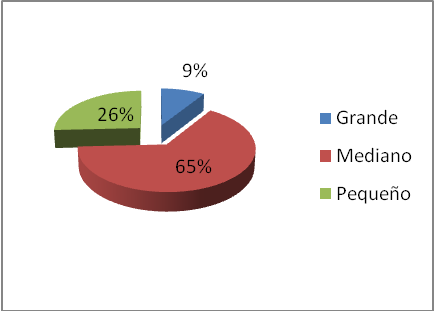 9%
26%
65%
Grande
Mediano
Pequeño